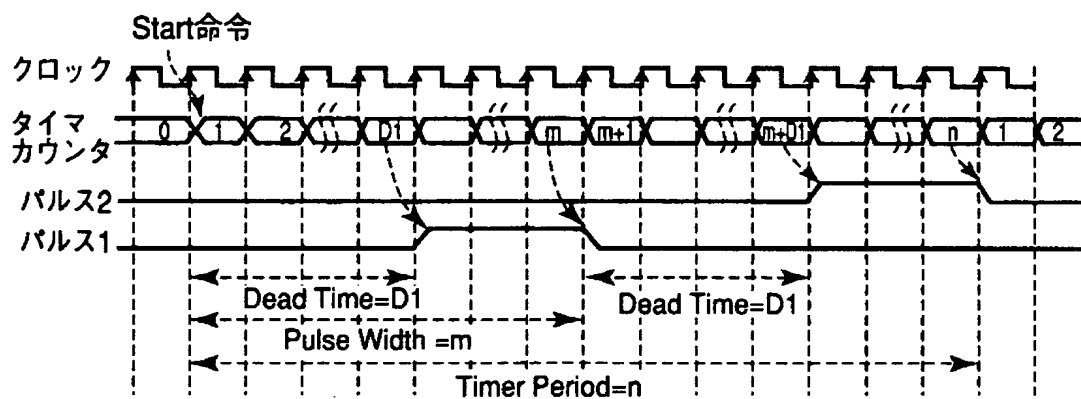 Start命令
クロック
タイマ
カウンタ
0 1 2 D1 m m+1 m+D1 n 1 2
パルス2
パルス1
Dead Time=D1
Dead Time=D1
Pulse Width =m
Timer Period=n